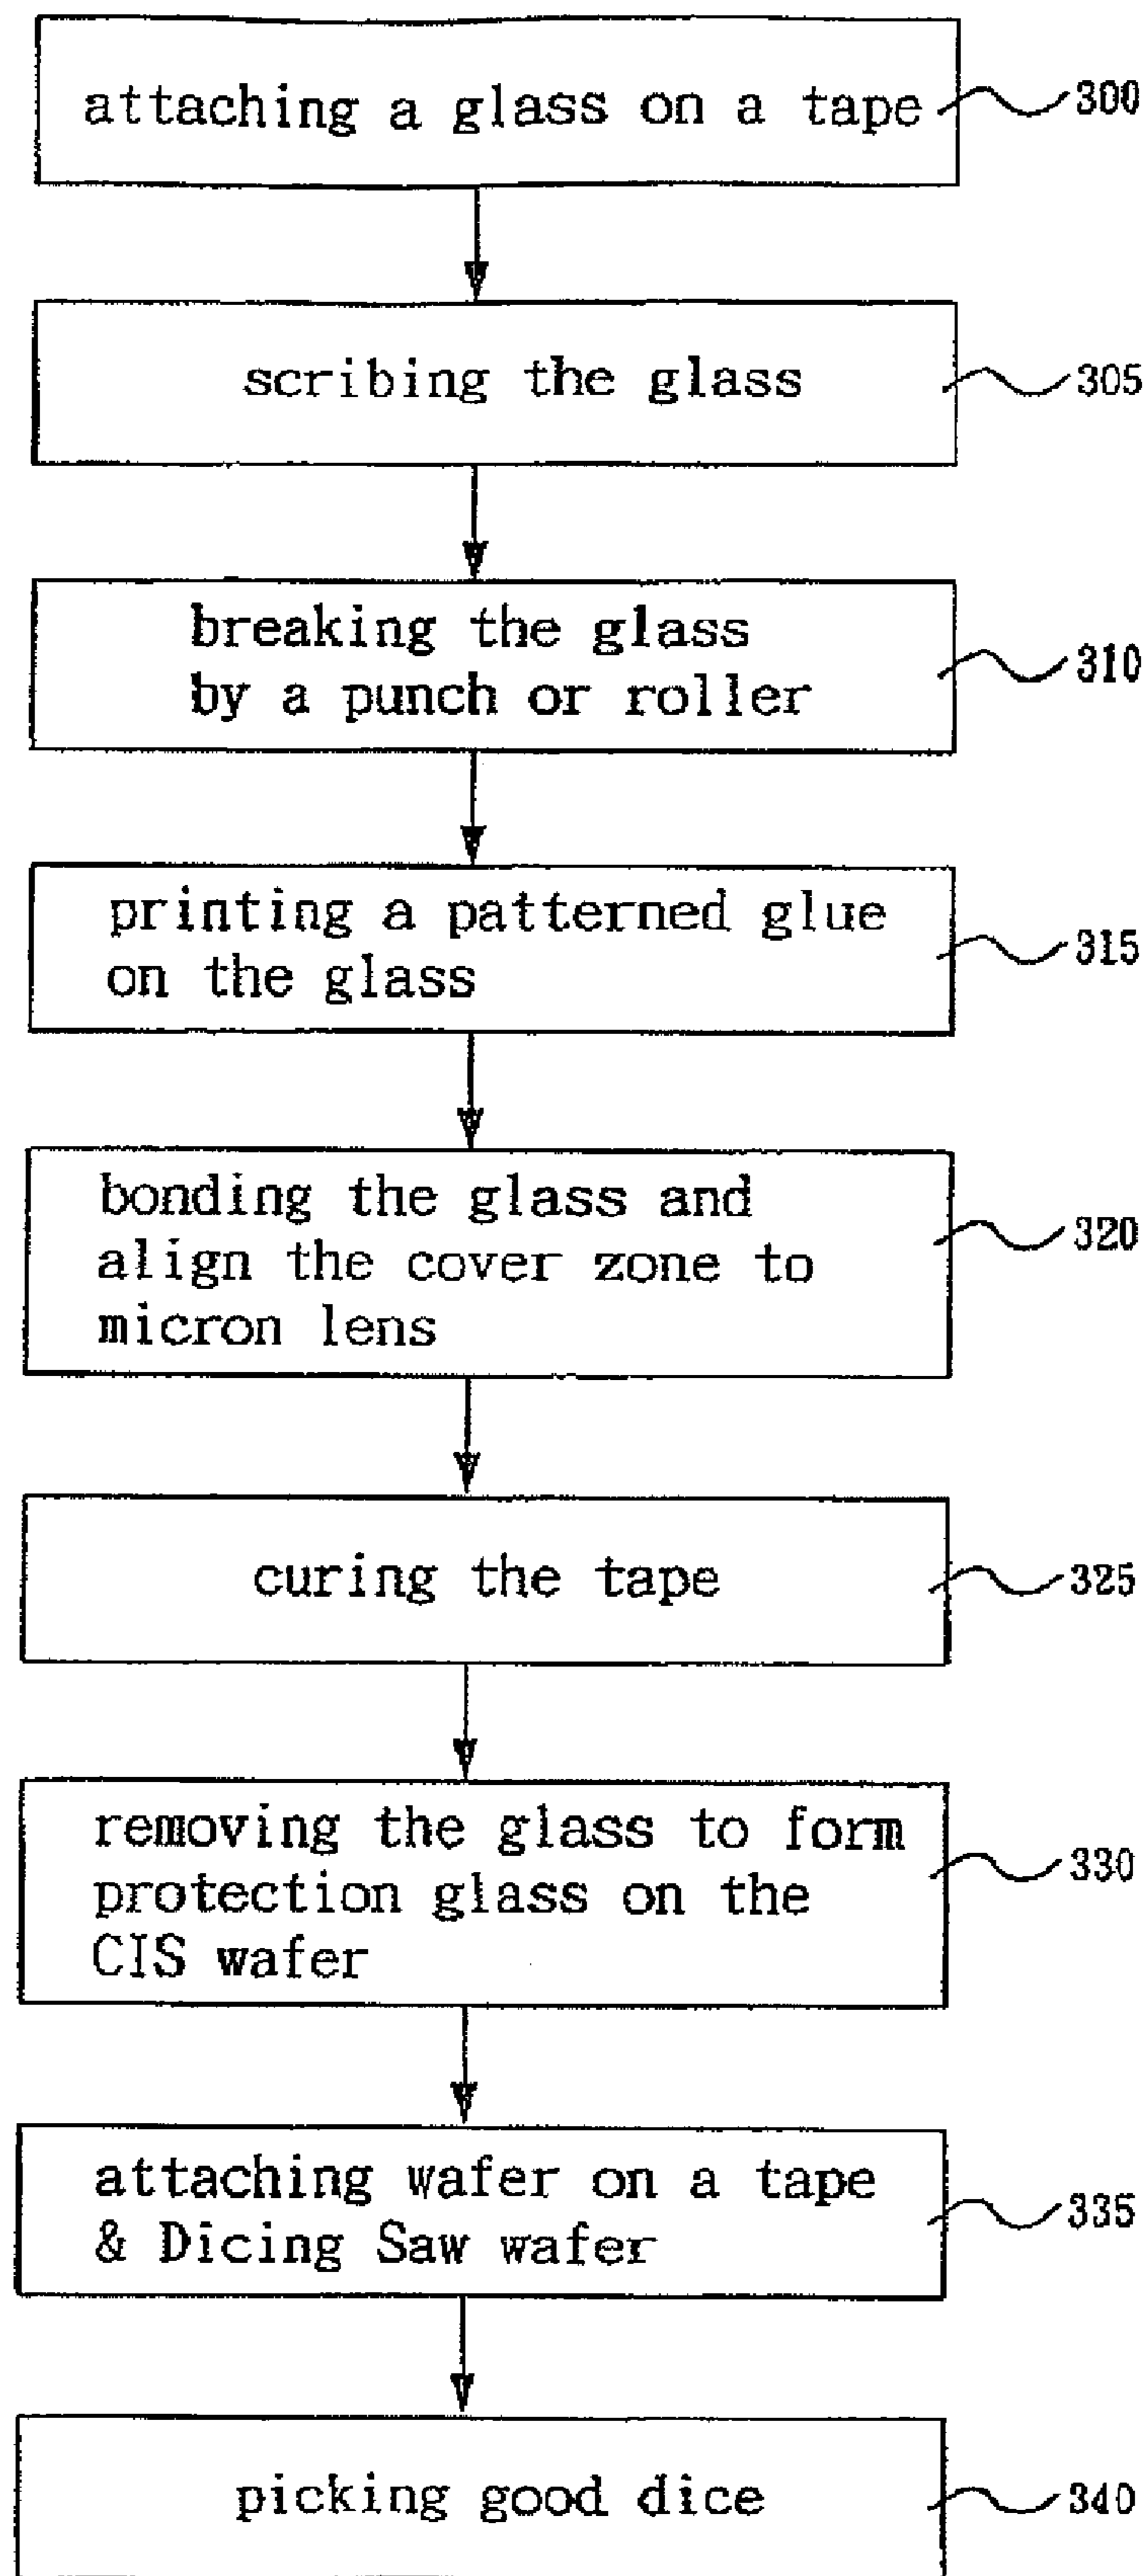 attaching a glass on a tape
300
scribing the glass
305
breaking the glass
by a punch or roller
310
printing a patterned glue
on the glass
315
bonding the glass and
align the cover zone to
micron lens
320
curing the tape
325
removing the glass to form
protection glass on the
CIS wafer
330
attaching wafer on a tape
& Dicing Saw wafer
335
picking good dice
340